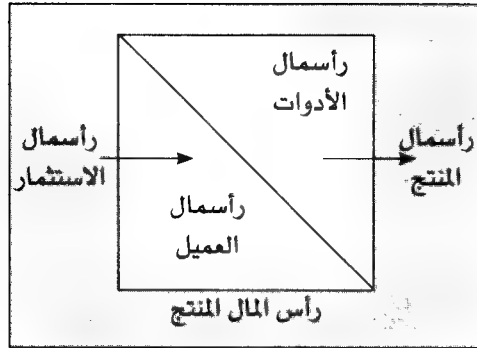 رأسمال
الأدوات
رأسمال
المنتج
رأسمال
الاستثمار
رأسمال
العميل
رأس المال المنتج